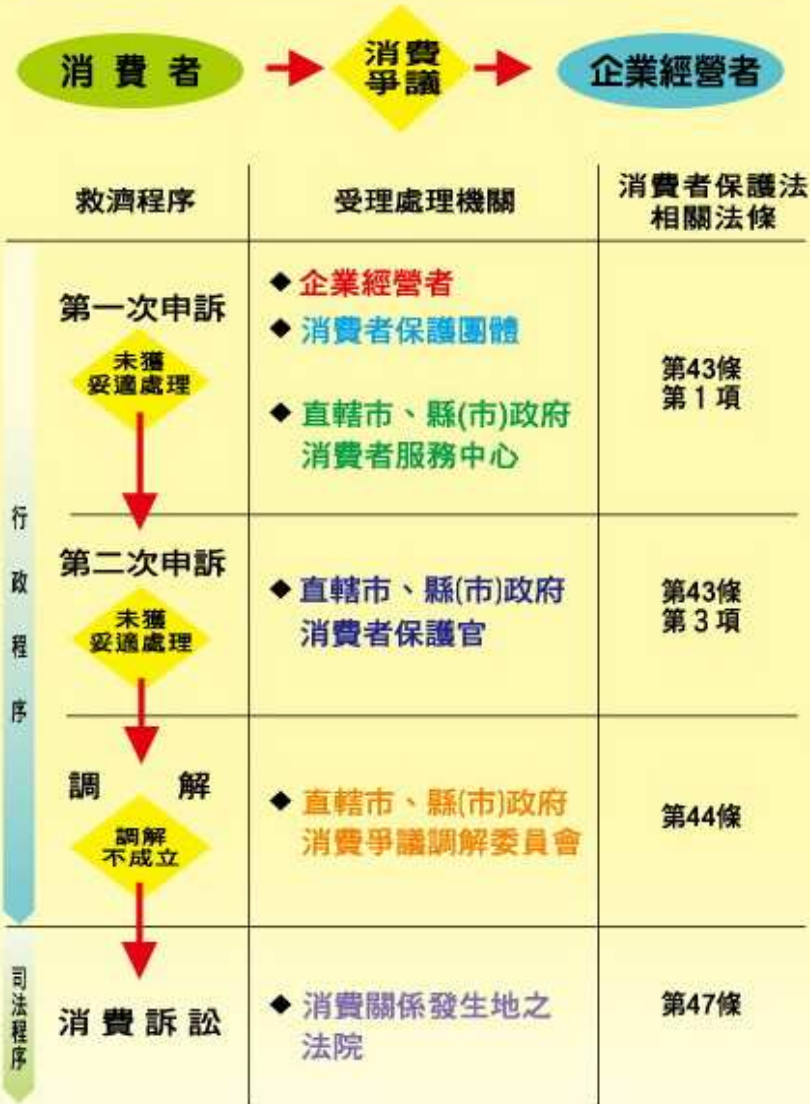 消費者
消費
爭議
企業經營者
救濟程序
受理處理機關
消費者保護法
相關法條
行政程序
第一次申訴
未獲
妥適處理
◆ 企業經營者
◆ 消費者保護團體
◆ 直轄市、縣(市)政府
消費者服務中心
第43條
第1項
第二次申訴
未獲
妥適處理
◆ 直轄市、縣(市)政府
消費者保護官
第43條
第3項
調解
調解
不成立
◆ 直轄市、縣(市)政府
消費爭議調解委員會
第44條
司法程序
消費訴訟
◆ 消費關係發生地之
法院
第47條